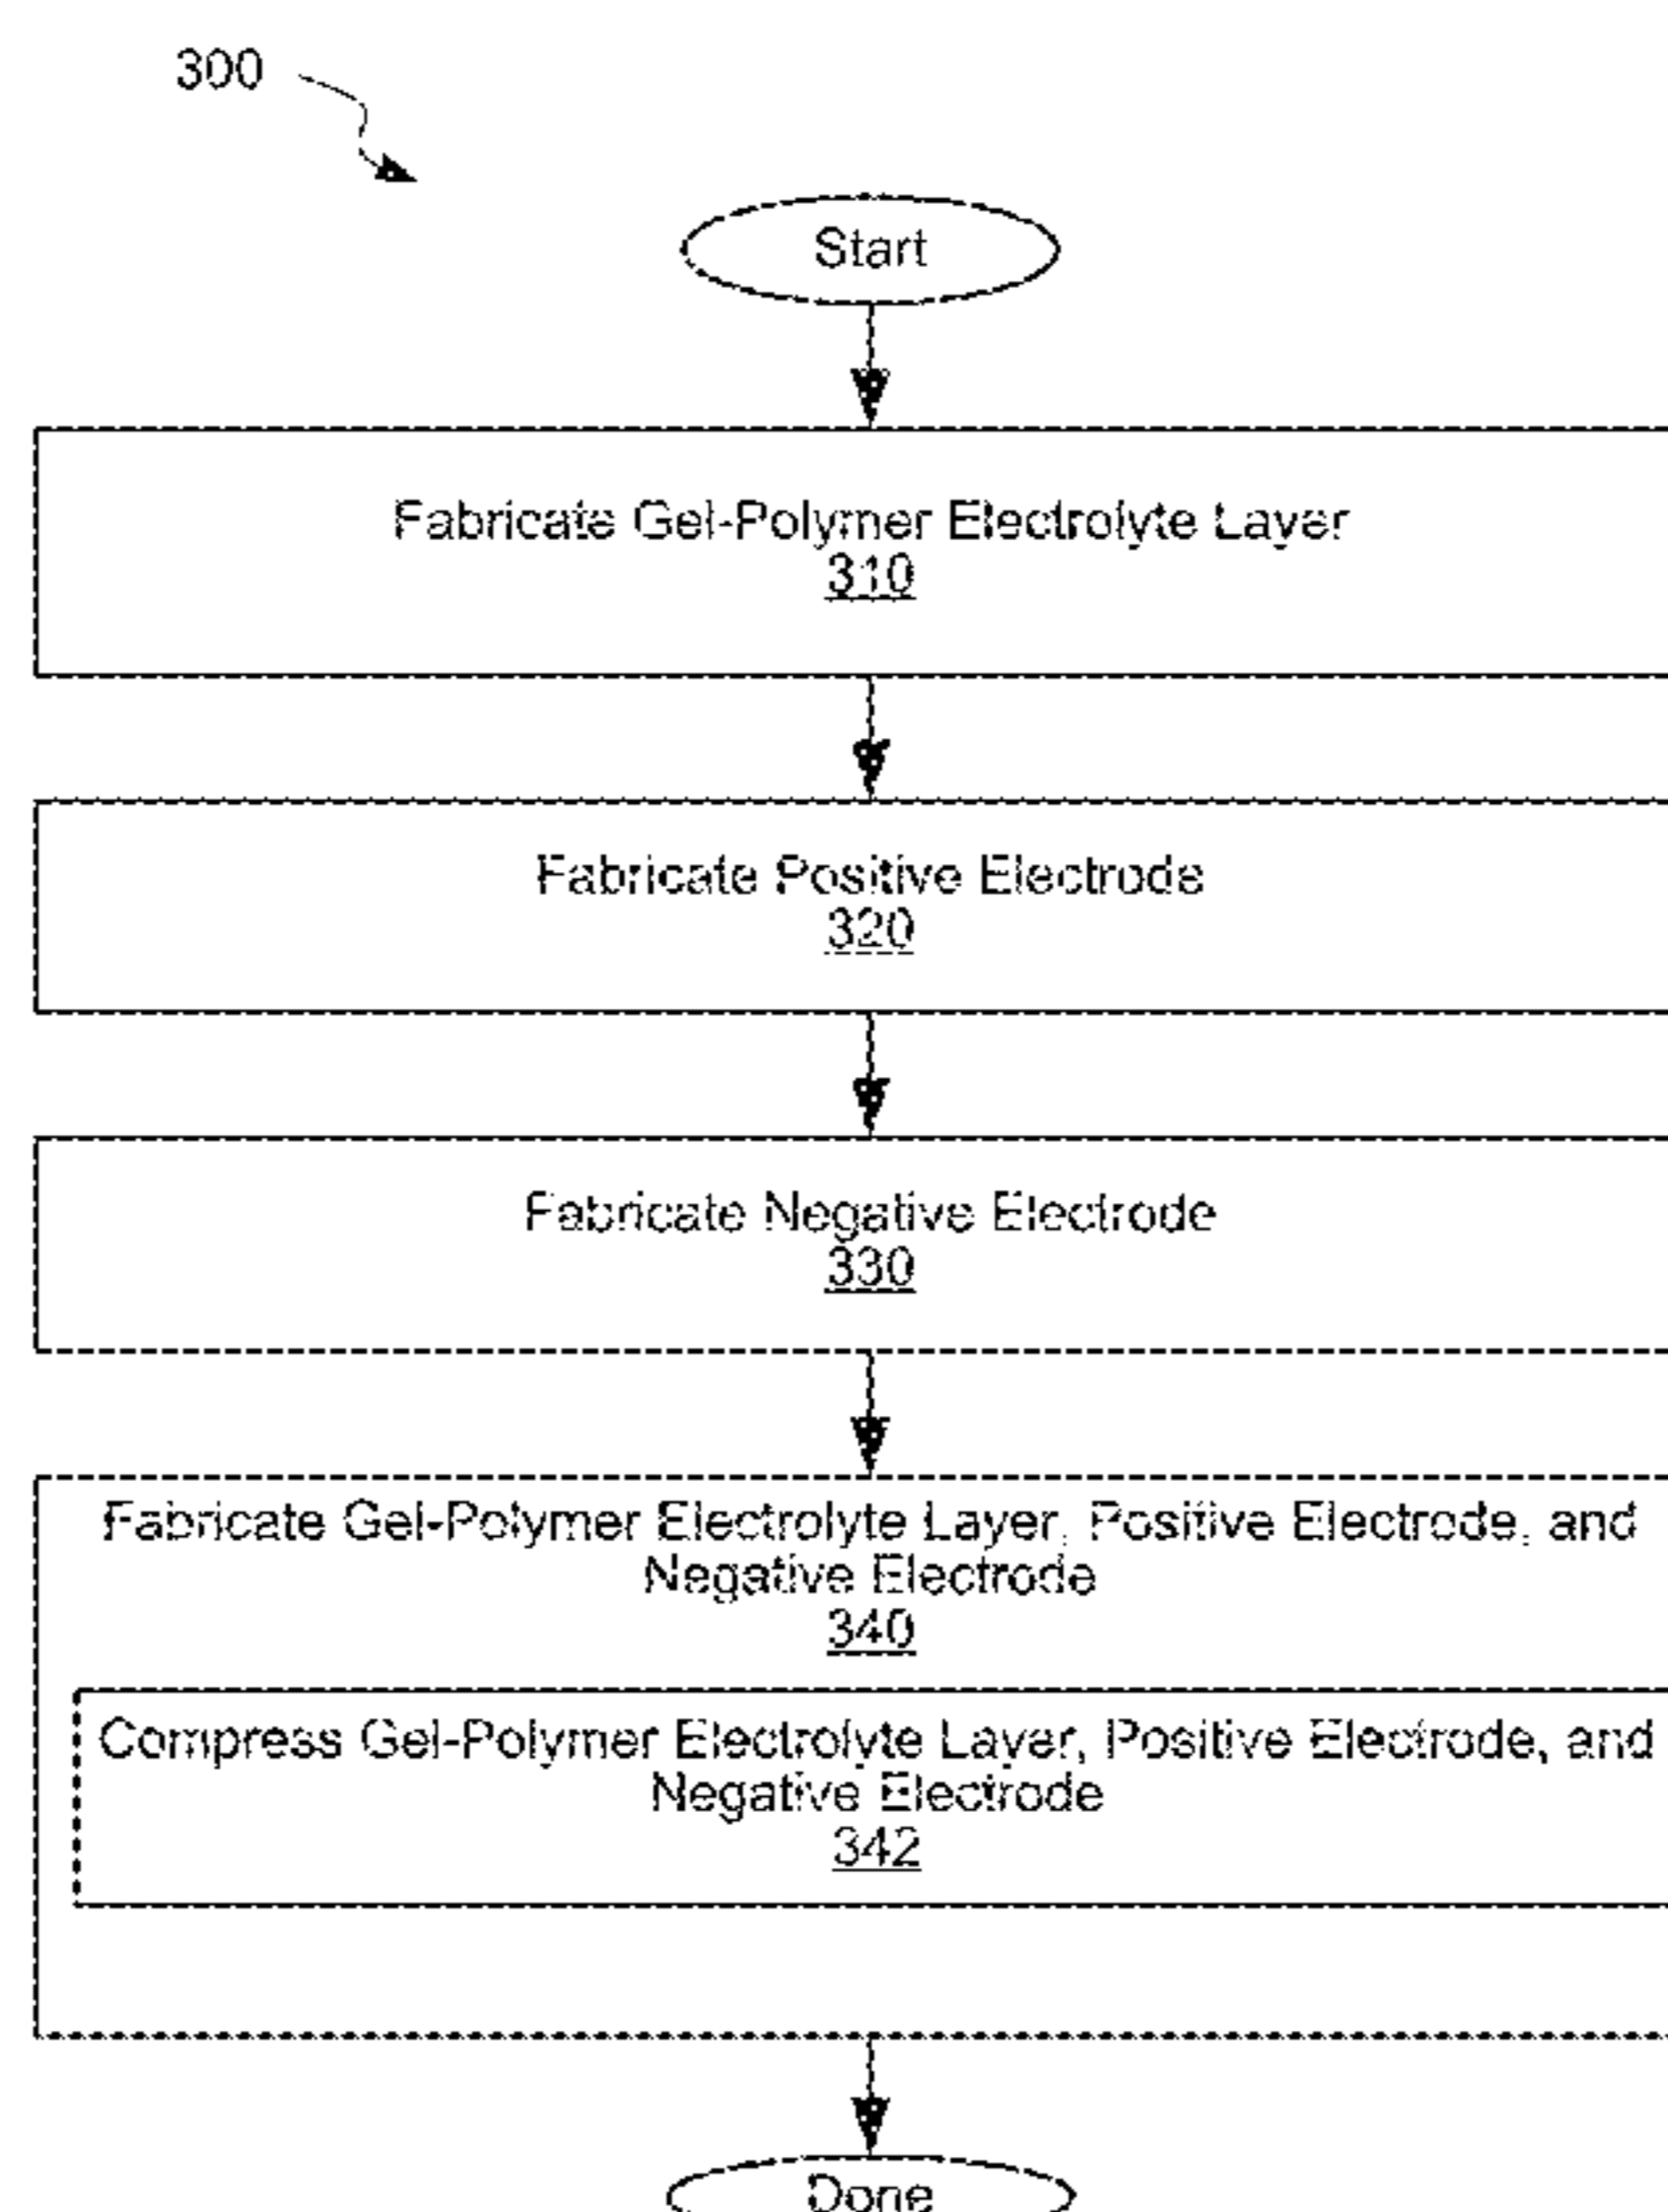 300
Start
Fabricate Gel-Polymer Electrolyte Layer
310
Fabricate Positive Electrode
320
Fabricate Negative Electrode
330
Fabricate Gel-Polymer Electrolyte Layer, Positive Electrode, and
Negative Electrode
340
Compress Gel-Polymer Electrolyte Layer, Positive Electrode, and
Negative Electrode
342
Done